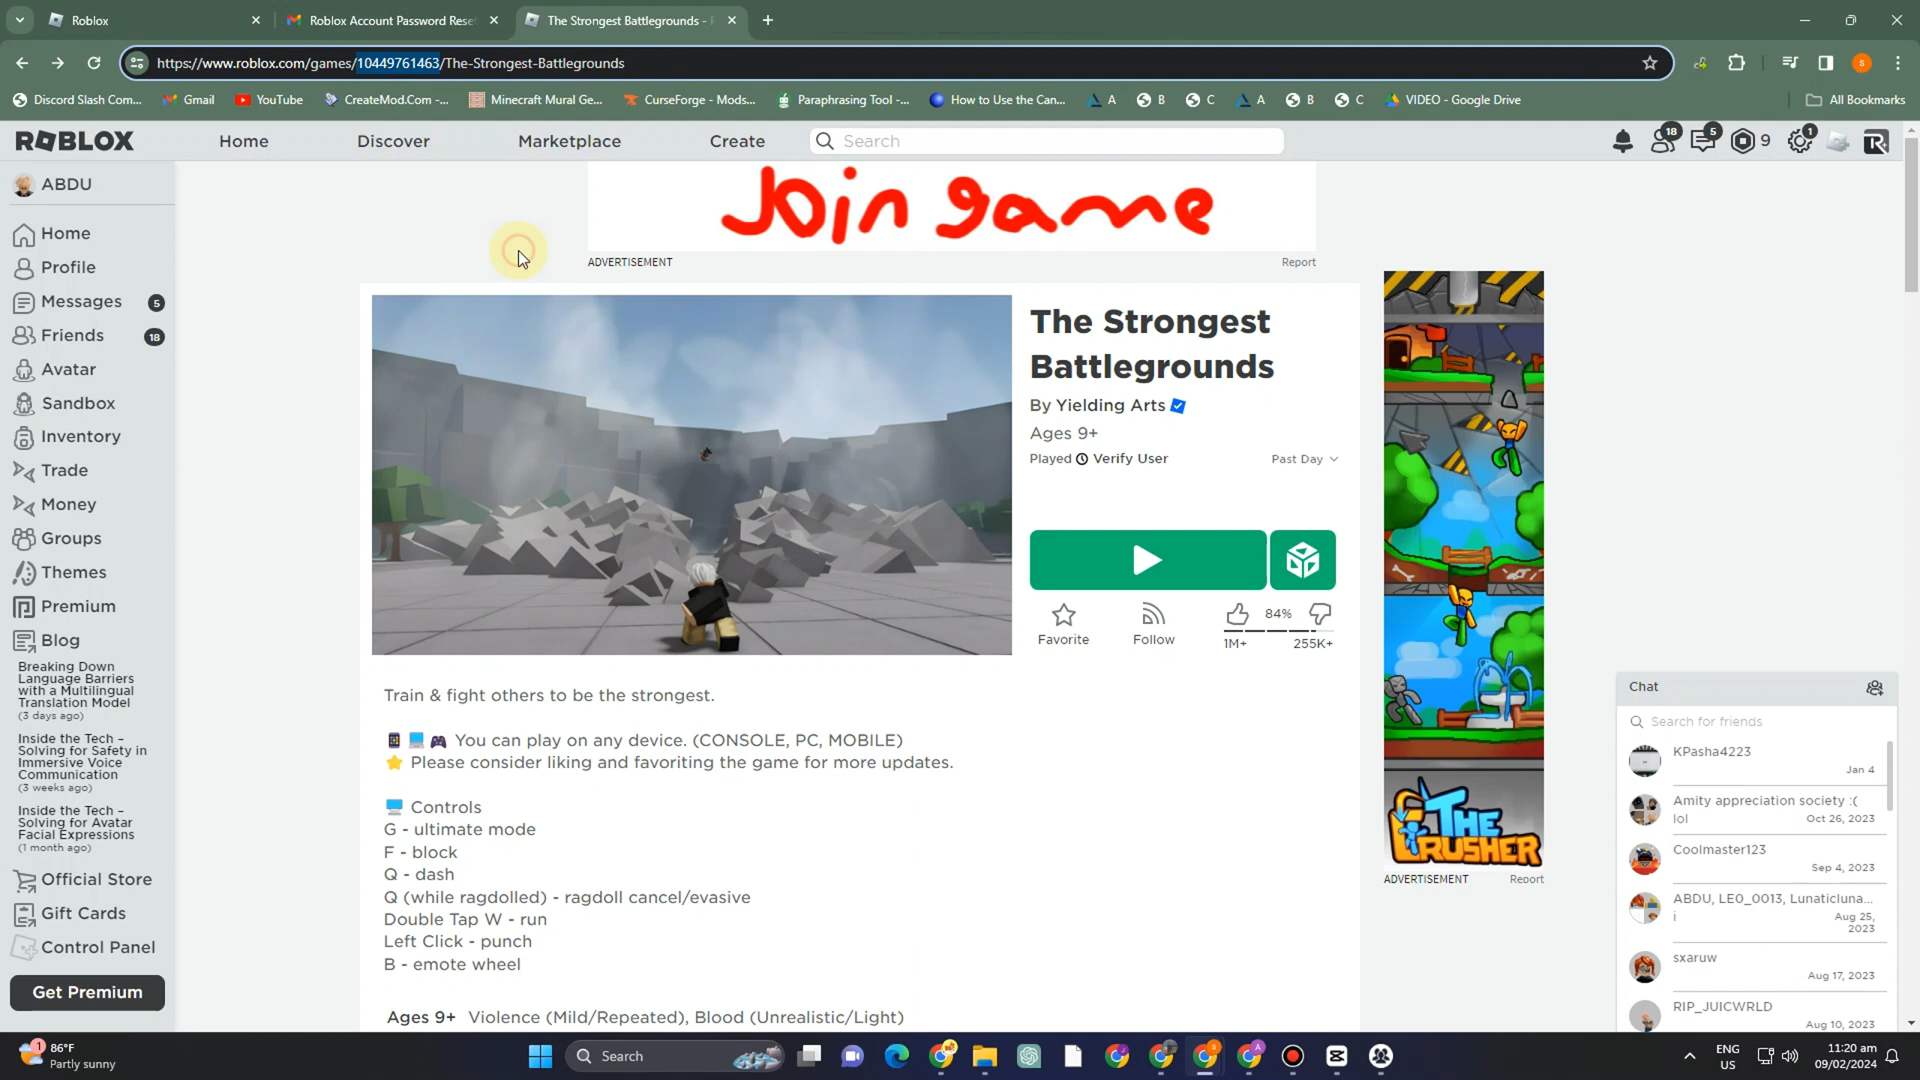 Roblox
Roblox Account Password Rese
The Strongest Battlegrounds -
https://www.roblox.com/games/10449761463/The-Strongest-Battlegrounds
Discord Slash Com...
Gmail
YouTube
CreateMod.Com -...
Minecraft Mural Ge...
CurseForge - Mods...
Paraphrasing Tool -...
How to Use the Can...
A
B
C
A
B
C
VIDEO - Google Drive
All Bookmarks
ROBLOX
Home
Discover
Marketplace
Create
Search
18
5
9
1
ABDU
Home
Profile
Messages 5
Friends 18
Avatar
Sandbox
Inventory
Trade
Money
Groups
Themes
Premium
Blog
Breaking Down
Language Barriers
with a Multilingual
Translation Model
(3 days ago)
Inside the Tech -
Solving for Safety in
Immersive Voice
Communication
(3 weeks ago)
Inside the Tech -
Solving for Avatar
Facial Expressions
(1 month ago)
Official Store
Gift Cards
Control Panel
Get Premium
Join game
ADVERTISEMENT
Report
The Strongest
Battlegrounds
By Yielding Arts
Ages 9+
Played Verify User
Past Day
Favorite
Follow
84%
1M+
255K+
Train & fight others to be the strongest.
You can play on any device. (CONSOLE, PC, MOBILE)
Please consider liking and favoriting the game for more updates.
Controls
G - ultimate mode
F - block
Q - dash
Q (while ragdolled) - ragdoll cancel/evasive
Double Tap W - run
Left Click - punch
B - emote wheel
Ages 9+ Violence (Mild/Repeated), Blood (Unrealistic/Light)
THE
CRUSHER
ADVERTISEMENT
Report
Chat
Search for friends
KPasha4223
Jan 4
Amity appreciation society :(
lol
Oct 26, 2023
Coolmaster123
Sep 4, 2023
ABDU, LE0_0013, Lunaticluna...
i
Aug 25,
2023
sxaruw
Aug 17, 2023
RIP_JUICWRLD
Aug 10, 2023
1
86°F
Partly sunny
Search
ENG
US
11:20 am
09/02/2024